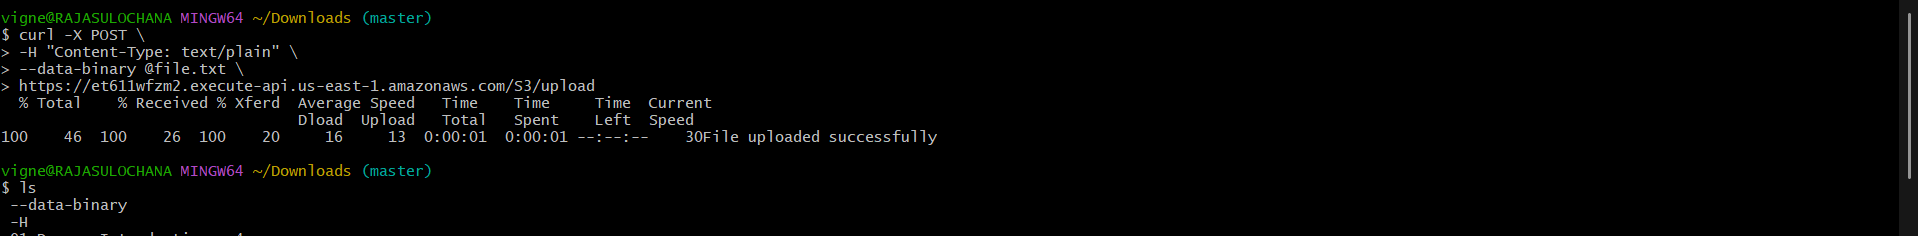 vigne@RAJASULOCHANA MINGW64 ~/Downloads (master)
$ curl -X POST \
> -H "Content-Type: text/plain" \
> --data-binary @file.txt \
> https://et611wfzm2.execute-api.us-east-1.amazonaws.com/S3/upload
  % Total    % Received % Xferd  Average Speed   Time    Time     Time  Current
                                 Dload  Upload   Total   Spent    Left  Speed
100    46  100    26  100    20     16     13  0:00:01  0:00:01 --:--:--    30File uploaded successfully
vigne@RAJASULOCHANA MINGW64 ~/Downloads (master)
$ ls
 --data-binary
 -H